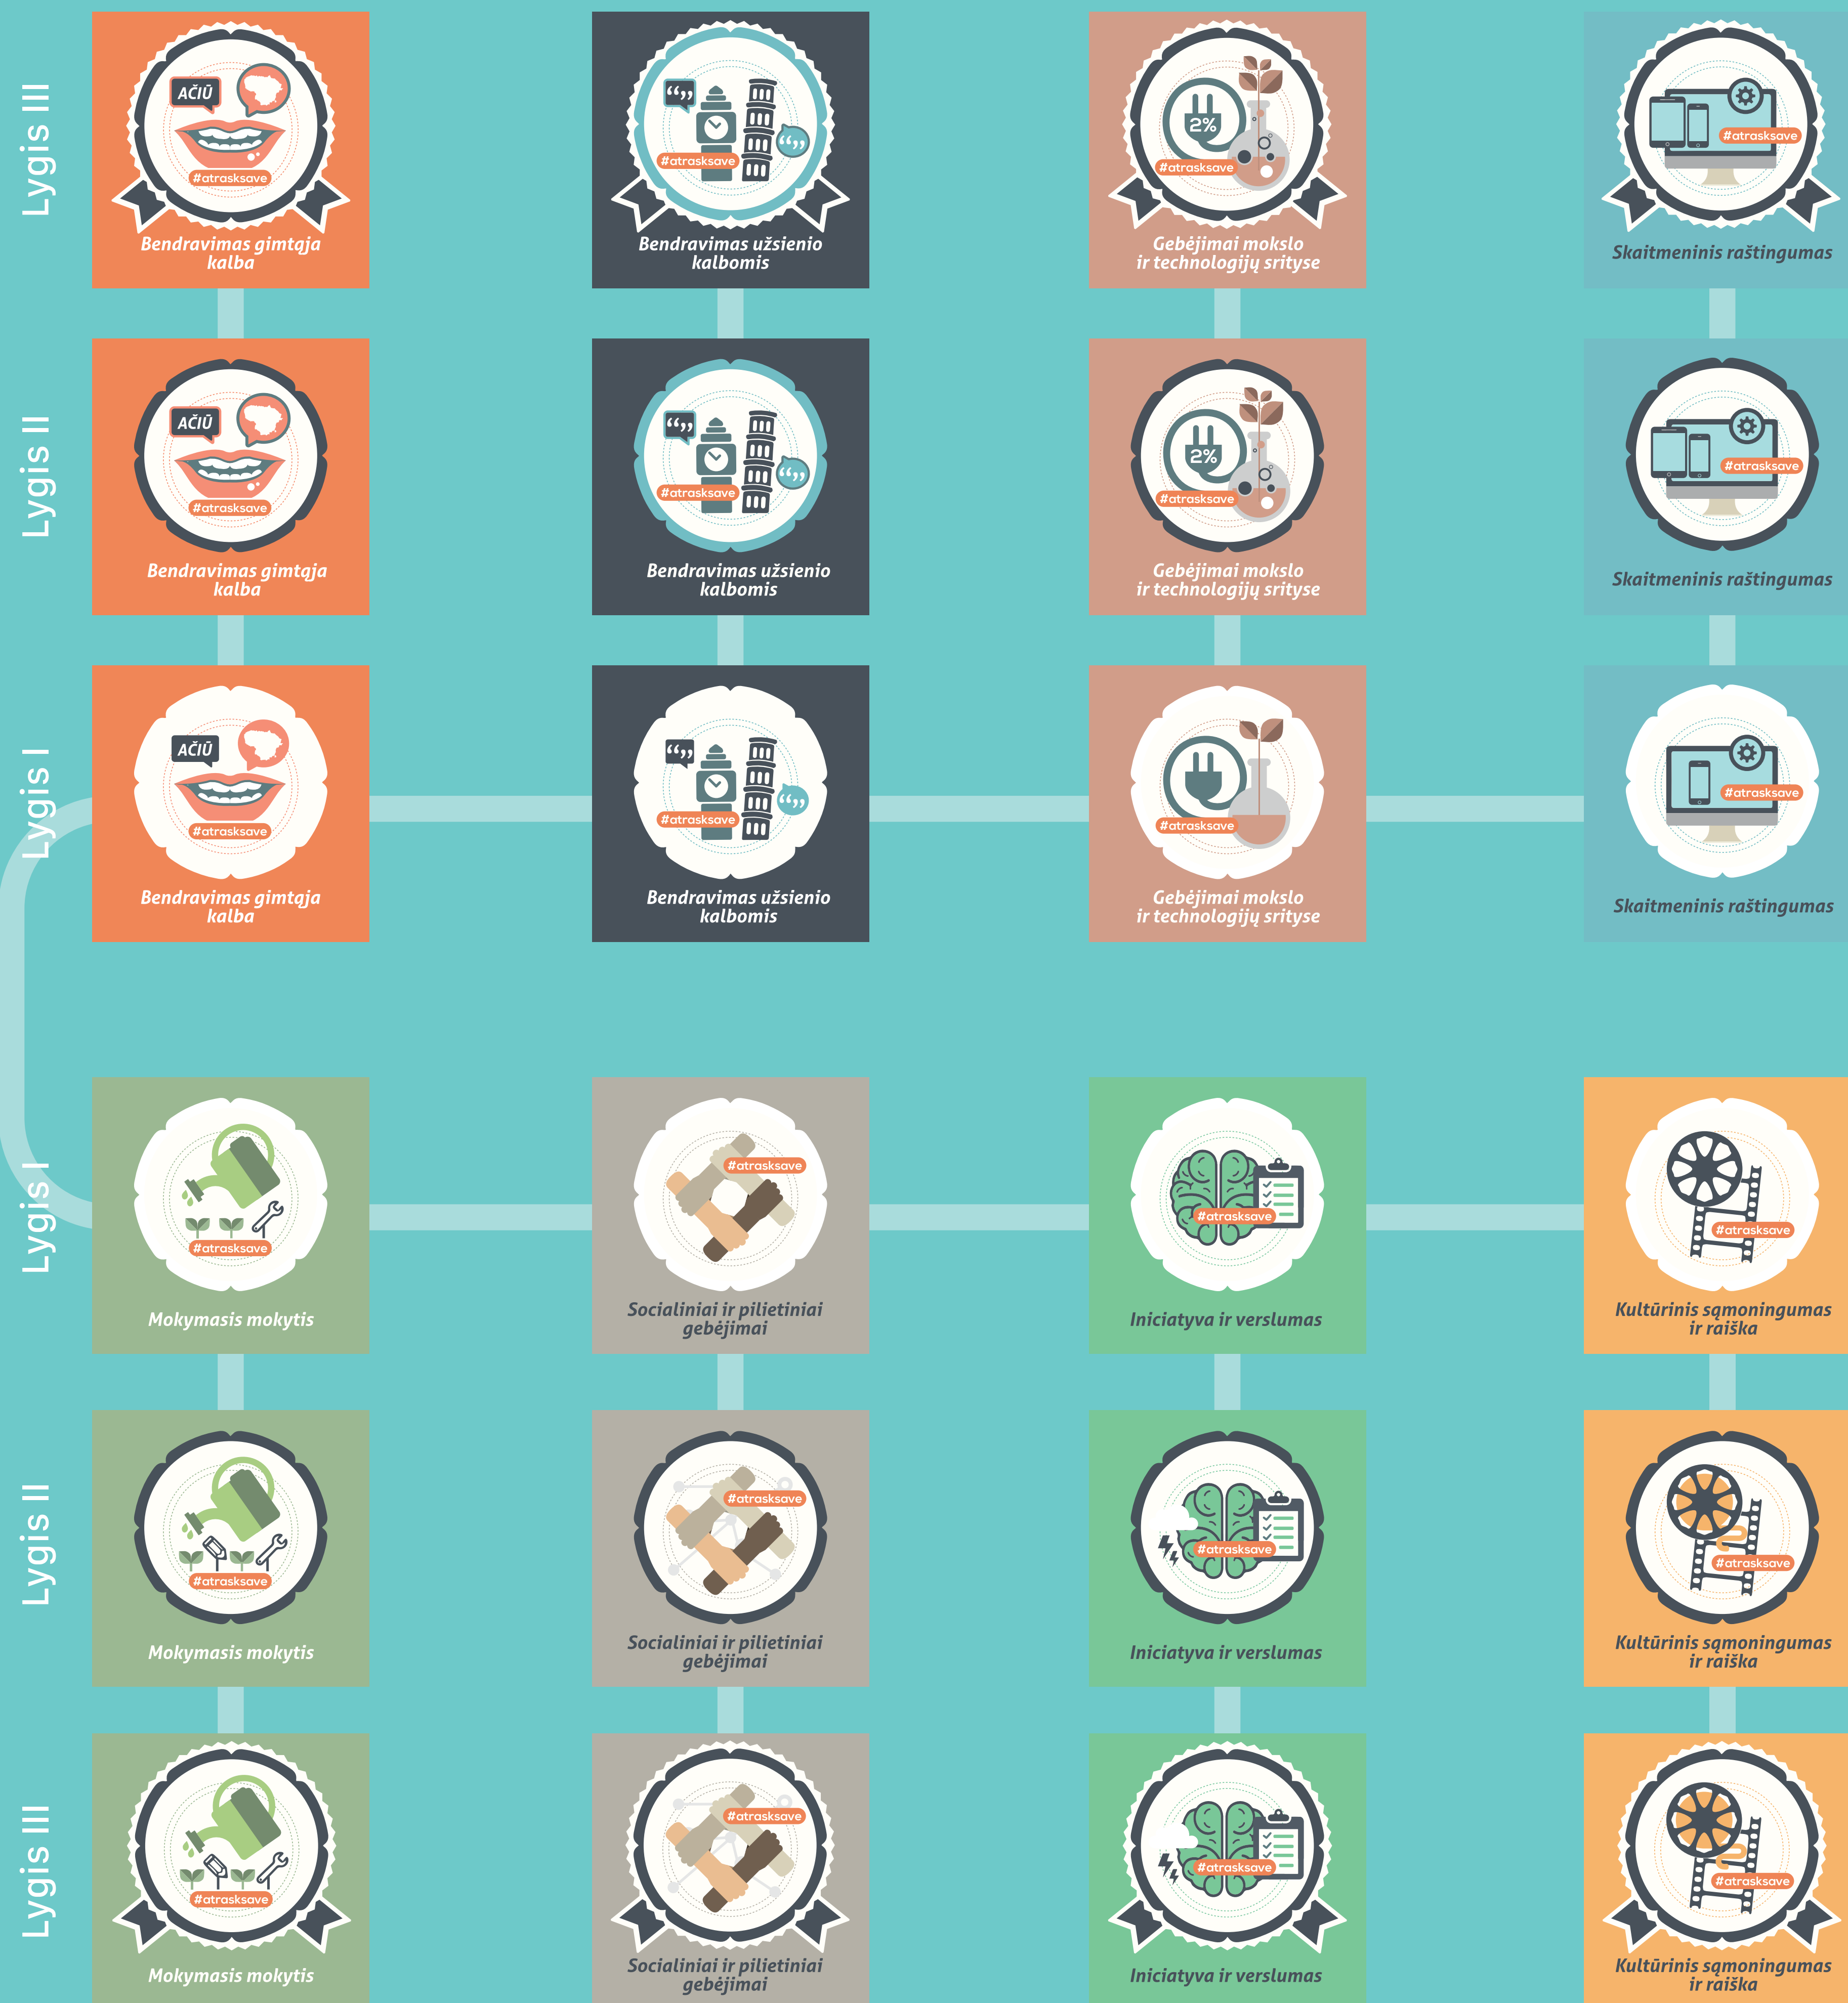 Lygis III
AČIŪ
#atrasksave
Bendravimas gimtąja
kalba
“„
“„
#atrasksave
Bendravimas užsienio
kalbomis
2%
#atrasksave
Gebėjimai mokslo
ir technologijų srityse
#atrasksave
Skaitmeninis raštingumas
Lygis II
AČIŪ
#atrasksave
Bendravimas gimtąja
kalba
“„
“„
#atrasksave
Bendravimas užsienio
kalbomis
2%
#atrasksave
Gebėjimai mokslo
ir technologijų srityse
#atrasksave
Skaitmeninis raštingumas
Lygis I
AČIŪ
#atrasksave
Bendravimas gimtąja
kalba
“„
“„
#atrasksave
Bendravimas užsienio
kalbomis
#atrasksave
Gebėjimai mokslo
ir technologijų srityse
#atrasksave
Skaitmeninis raštingumas
Lygis I
#atrasksave
Mokymasis mokytis
#atrasksave
Socialiniai ir pilietiniai
gebėjimai
#atrasksave
Iniciatyva ir verslumas
#atrasksave
Kultūrinis sąmoningumas
ir raiška
Lygis II
#atrasksave
Mokymasis mokytis
#atrasksave
Socialiniai ir pilietiniai
gebėjimai
#atrasksave
Iniciatyva ir verslumas
#atrasksave
Kultūrinis sąmoningumas
ir raiška
Lygis III
#atrasksave
Mokymasis mokytis
#atrasksave
Socialiniai ir pilietiniai
gebėjimai
#atrasksave
Iniciatyva ir verslumas
#atrasksave
Kultūrinis sąmoningumas
ir raiška